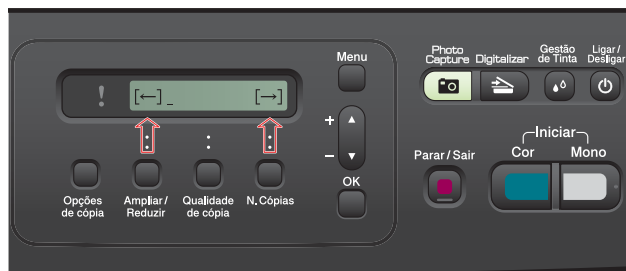 Menu
Photo
Capture
Digitalizar
Gestão
de Tinta
Ligar/
Desligar
! [←]_ [→]
+
-
OK
Opções
de cópia
Ampliar/
Reduzir
Qualidade
de cópia
N. Cópias
Parar/Sair
Iniciar
Cor
Mono